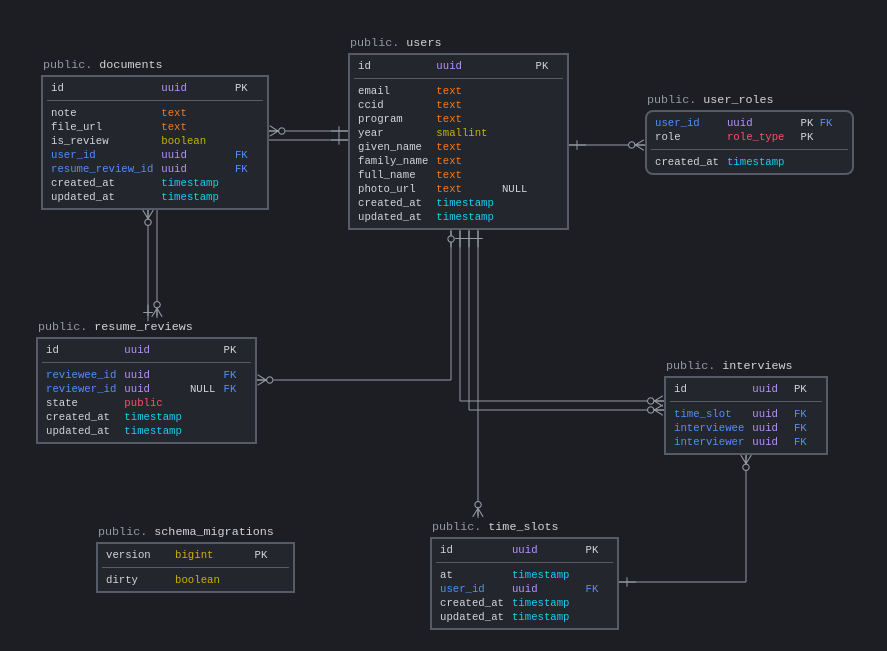 public. users
id uuid PK
email text
ccid text
program text
year smallint
given_name text
family_name text
full_name text
photo_url text NULL
created_at timestamp
updated_at timestamp
public. documents
id uuid PK
note text
file_url text
is_review boolean
user_id uuid FK
resume_review_id uuid FK
created_at timestamp
updated_at timestamp
public. user_roles
user_id uuid PK FK
role role_type PK
created_at timestamp
public. resume_reviews
id uuid PK
reviewee_id uuid FK
reviewer_id uuid NULL FK
state public
created_at timestamp
updated_at timestamp
public. interviews
id uuid PK
time_slot uuid FK
interviewee uuid FK
interviewer uuid FK
public. schema_migrations
version bigint PK
dirty boolean
public. time_slots
id uuid PK
at timestamp
user_id uuid FK
created_at timestamp
updated_at timestamp